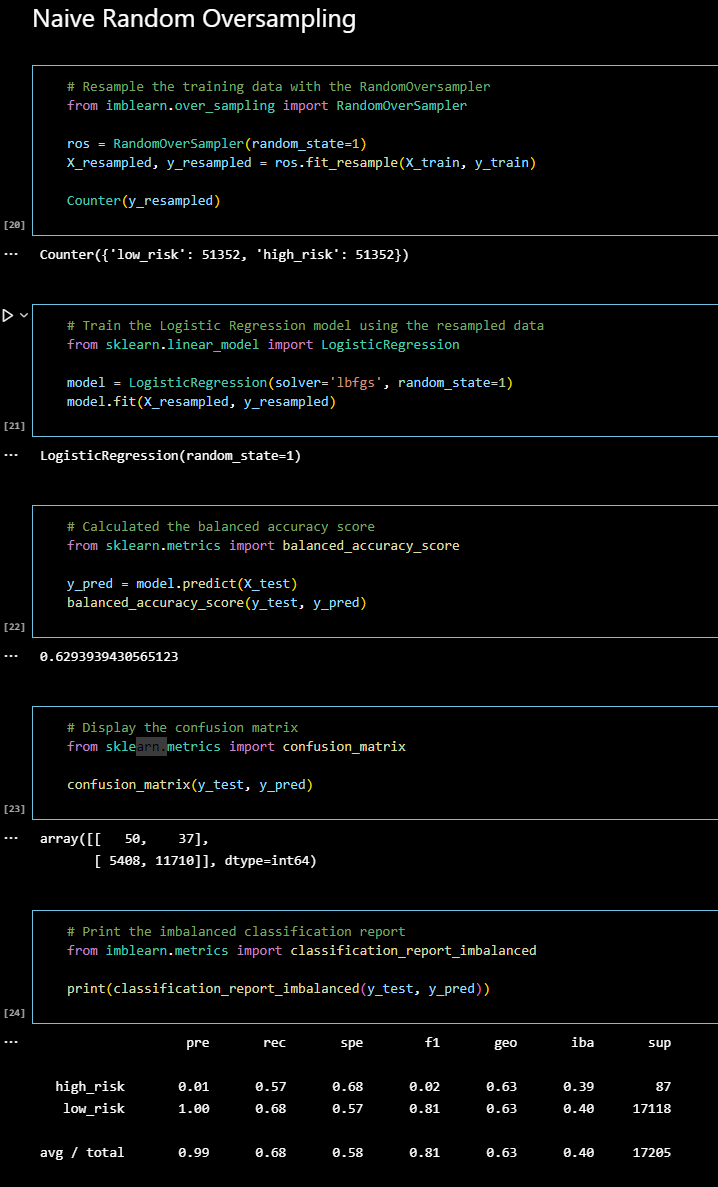 Naive Random Oversampling
# Resample the training data with the RandomOversampler
from imblearn.over_sampling import RandomOverSampler
ros = RandomOverSampler(random_state=1)
X_resampled, y_resampled = ros.fit_resample(X_train, y_train)
Counter(y_resampled)
[20]
... Counter({'low_risk': 51352, 'high_risk': 51352})
# Train the Logistic Regression model using the resampled data
from sklearn.linear_model import LogisticRegression
model = LogisticRegression(solver='lbfgs', random_state=1)
model.fit(X_resampled, y_resampled)
[21]
... LogisticRegression(random_state=1)
# Calculated the balanced accuracy score
from sklearn.metrics import balanced_accuracy_score
y_pred = model.predict(X_test)
balanced_accuracy_score(y_test, y_pred)
[22]
... 0.6293939430565123
# Display the confusion matrix
from sklearn.metrics import confusion_matrix
confusion_matrix(y_test, y_pred)
[23]
... array([[   50,    37],
       [ 5408, 11710]], dtype=int64)
# Print the imbalanced classification report
from imblearn.metrics import classification_report_imbalanced
print(classification_report_imbalanced(y_test, y_pred))
[24]
... pre rec spe f1 geo iba sup
high_risk 0.01 0.57 0.68 0.02 0.63 0.39 87
low_risk 1.00 0.68 0.57 0.81 0.63 0.40 17118
avg / total 0.99 0.68 0.58 0.81 0.63 0.40 17205